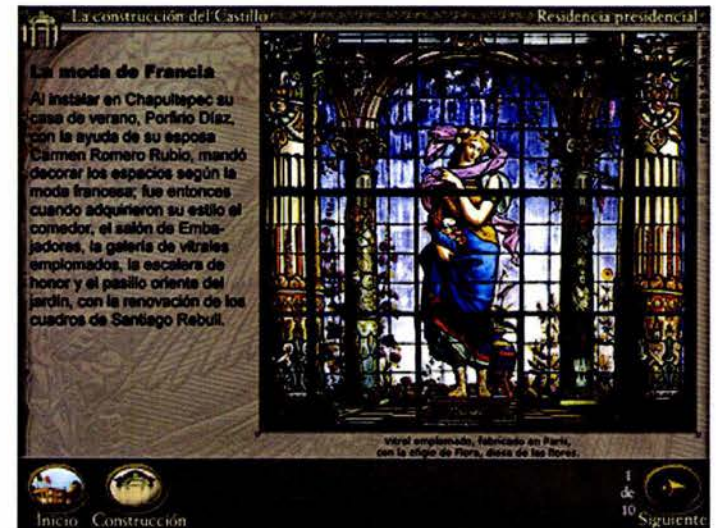 La construcción del Castillo
Residencia presidencial
La moda de Francia
Al instalar en Chapultepec su
casa de verano, Porfirio Díaz,
con la ayuda de su esposa
Carmen Romero Rubio, mandó
decorar los espacios según la
moda francesa; fue entonces
cuando adquirieron su estilo el
comedor, el salón de Emba-
jadores, la galería de vitrales
emplomados, la escalera de
honor y el pasillo oriente del
jardín, con la renovación de los
cuadros de Santiago Rebull.
Vitral emplomado, fabricado en París,
con la efigie de Flora, diosa de las flores.
Inicio
Construcción
1
de
10
Siguiente